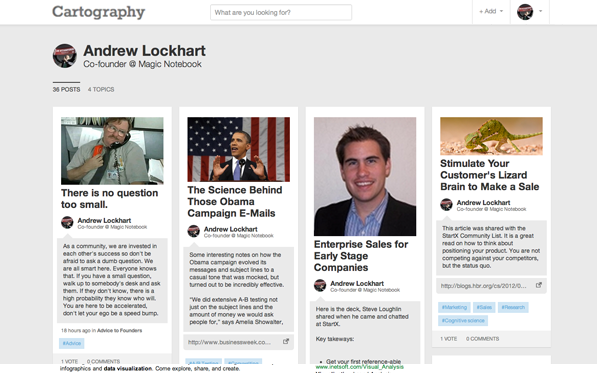 Cartography
What are you looking for?
+ Add
Andrew Lockhart
Co-founder @ Magic Notebook
36 POSTS
4 TOPICS
There is no question
too small.
Andrew Lockhart
Co-founder @ Magic Notebook
As a community, we are invested in
each other's success so don't be
afraid to ask a dumb question. We
are all smart here. Everyone knows
that. If you have a small question,
walk up to somebody's desk and ask
them. If they don't know, there is a
high probability they know who will.
You are here to be accelerated,
don't let your ego be a speed bump.
18 hours ago in Advice to Founders
#Advice
1 VOTE
0 COMMENTS
The Science Behind
Those Obama
Campaign E-Mails
Andrew Lockhart
Co-founder @ Magic Notebook
Some interesting notes on how the
Obama campaign evolved its
messages and subject lines to a
casual tone that was mocked, but
turned out to be incredibly effective.
"We did extensive A-B testing not
just on the subject lines and the
amount of money we would ask
people for," says Amelia Showalter,
http://www.businessweek.co...
Enterprise Sales for
Early Stage
Companies
Andrew Lockhart
Co-founder @ Magic Notebook
Here is the deck, Steve Loughlin
shared when he came and chatted
at StartX.
Key takeaways:
• Get your first reference-able
Stimulate Your
Customer's Lizard
Brain to Make a Sale
Andrew Lockhart
Co-founder @ Magic Notebook
This article was shared with the
StartX Community List. It is a great
read on how to think about
positioning your product. You are not
competing against your competitors,
but the status quo.
http://blogs.hbr.org/cs/2012/0...
#Marketing
#Sales
#Research
#Cognitive science
1 VOTE
0 COMMENTS
infographics and data visualization. Come explore, share, and create.
www.inetsoft.com/Visual_Analysis